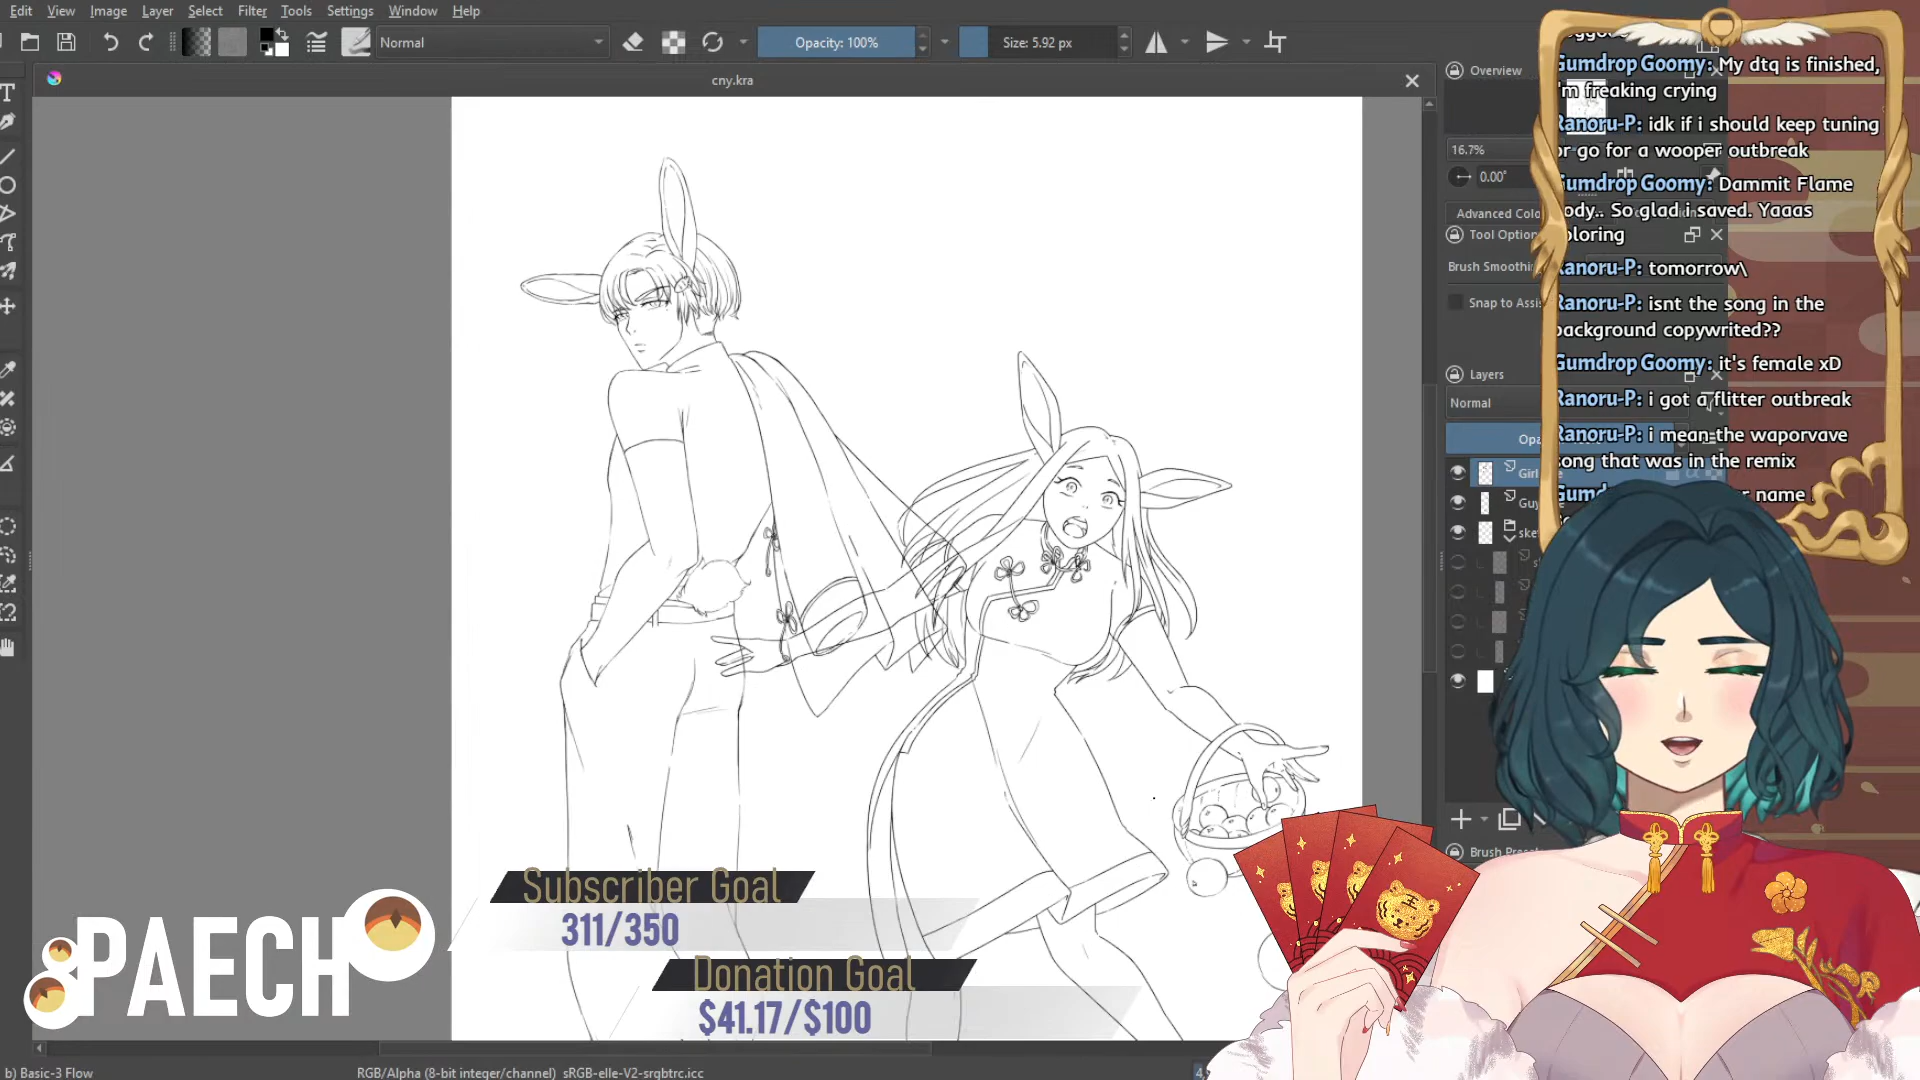 Edit View Image Layer Select Filter Tools Settings Window Help
Normal
Opacity: 100%
Size: 5.92 px
cny.kra
Overview
16.7%
0.00°
Advanced Colo
Tool Option
Brush Smoothin
Snap to Assis
Layers
Normal
Opa
Girl
Guy
ske
Brush Prese
Gumdrop Goomy: My dtq is finished,
I'm freaking crying
Ranoru-P: idk if i should keep tuning
or go for a wooper outbreak
Gumdrop Goomy: Dammit Flame
Body.. So glad i saved. Yaaas
coloring
Ranoru-P: tomorrow\
Ranoru-P: isnt the song in the
background copywrited??
Gumdrop Goomy: it's female xD
Ranoru-P: i got a flitter outbreak
Ranoru-P: i mean the waporvave
song that was in the remix
name
Subscriber Goal
311/350
Donation Goal
$41.17/$100
PAECH
b) Basic-3 Flow
RGB/Alpha (8-bit integer/channel) sRGB-elle-V2-srgbtrc.icc